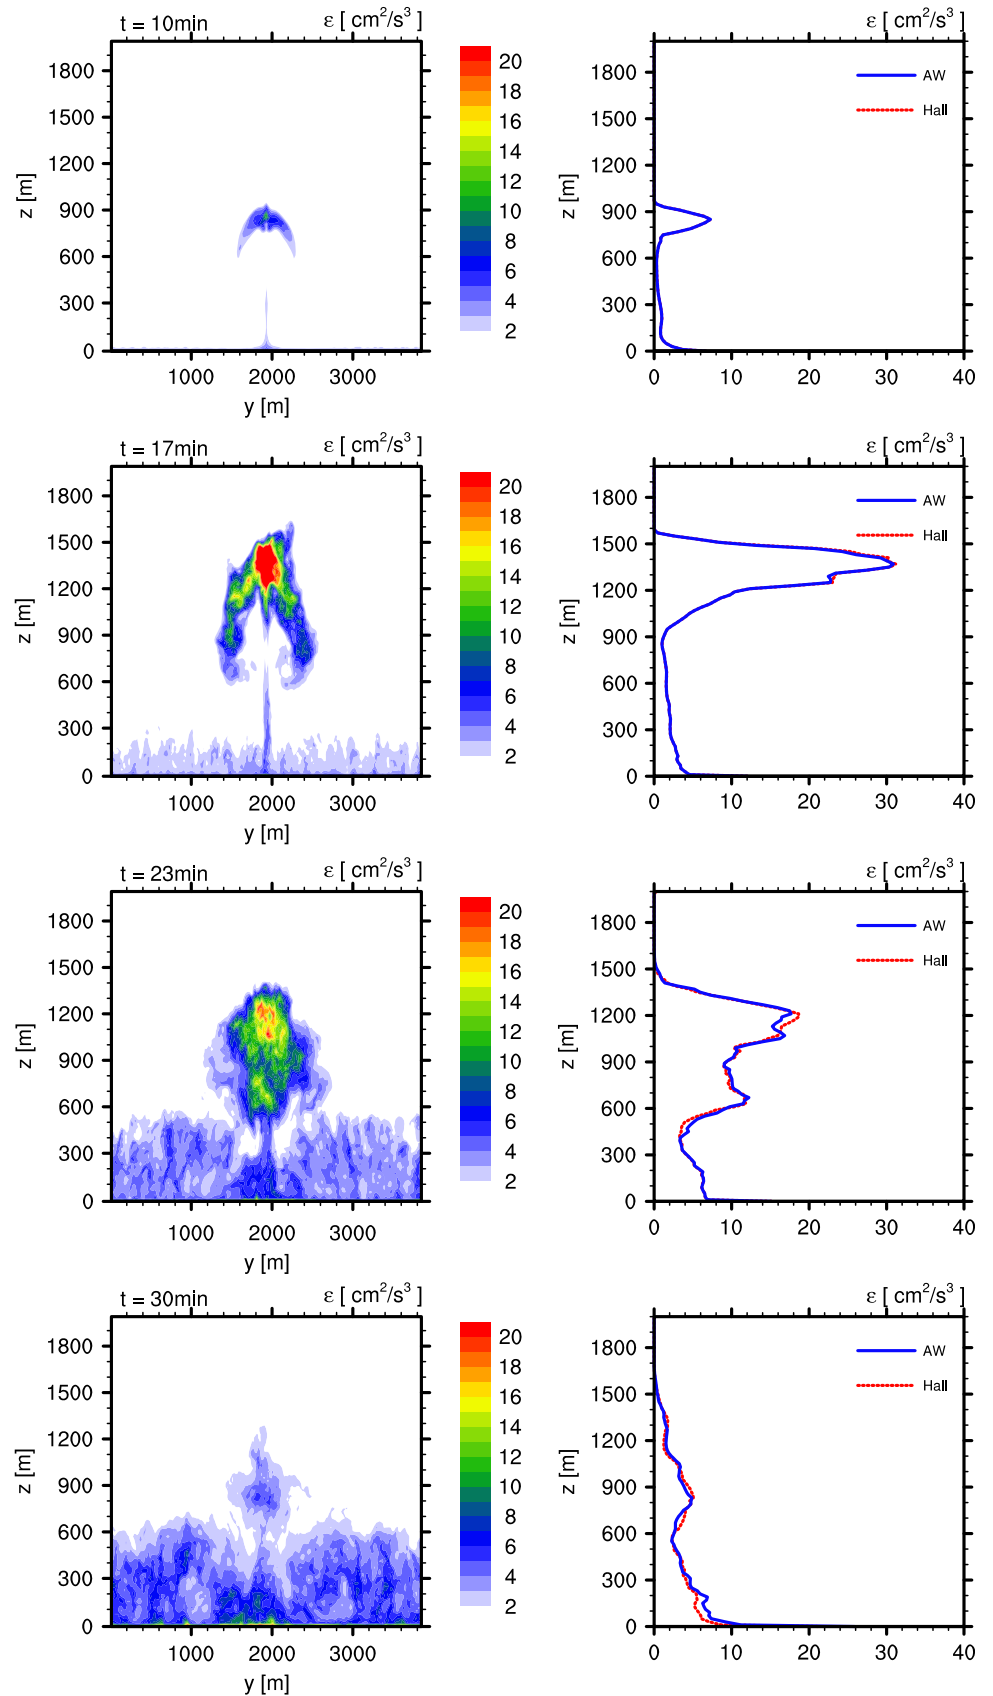 t = 10min ε [ cm²/s³ ] ε [ cm²/s³ ]
1800 20 AW
1500 18 Hall
16
1200 14
z [m] 900 12 z [m]
600 10
300 8
0 6
4
2
1000 2000 3000
y [m]
1800
1500
1200
900
600
300
0
0 10 20 30 40
t = 17min ε [ cm²/s³ ] ε [ cm²/s³ ]
1800 20 AW
1500 18 Hall
16
1200 14
z [m] 900 12 z [m]
600 10
300 8
0 6
4
2
1000 2000 3000
y [m]
1800
1500
1200
900
600
300
0
0 10 20 30 40
t = 23min ε [ cm²/s³ ] ε [ cm²/s³ ]
1800 20 AW
1500 18 Hall
16
1200 14
z [m] 900 12 z [m]
600 10
300 8
0 6
4
2
1000 2000 3000
y [m]
1800
1500
1200
900
600
300
0
0 10 20 30 40
t = 30min ε [ cm²/s³ ] ε [ cm²/s³ ]
1800 20 AW
1500 18 Hall
16
1200 14
z [m] 900 12 z [m]
600 10
300 8
0 6
4
2
1000 2000 3000
y [m]
1800
1500
1200
900
600
300
0
0 10 20 30 40